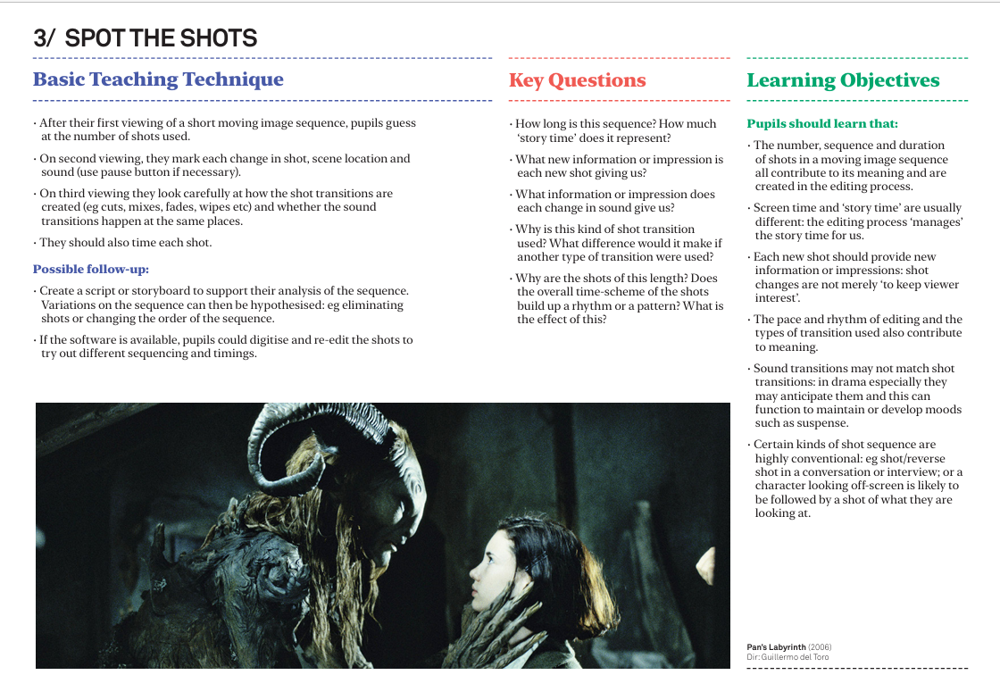 3/ SPOT THE SHOTS
Basic Teaching Technique
· After their first viewing of a short moving image sequence, pupils guess
at the number of shots used.
· On second viewing, they mark each change in shot, scene location and
sound (use pause button if necessary).
· On third viewing they look carefully at how the shot transitions are
created (eg cuts, mixes, fades, wipes etc) and whether the sound
transitions happen at the same places.
· They should also time each shot.
Possible follow-up:
· Create a script or storyboard to support their analysis of the sequence.
Variations on the sequence can then be hypothesised: eg eliminating
shots or changing the order of the sequence.
· If the software is available, pupils could digitise and re-edit the shots to
try out different sequencing and timings.
Key Questions
· How long is this sequence? How much
‘story time’ does it represent?
· What new information or impression is
each new shot giving us?
· What information or impression does
each change in sound give us?
· Why is this kind of shot transition
used? What difference would it make if
another type of transition were used?
· Why are the shots of this length? Does
the overall time-scheme of the shots
build up a rhythm or a pattern? What is
the effect of this?
Learning Objectives
Pupils should learn that:
· The number, sequence and duration
of shots in a moving image sequence
all contribute to its meaning and are
created in the editing process.
· Screen time and ‘story time’ are usually
different: the editing process ‘manages’
the story time for us.
· Each new shot should provide new
information or impressions: shot
changes are not merely ‘to keep viewer
interest’.
· The pace and rhythm of editing and the
types of transition used also contribute
to meaning.
· Sound transitions may not match shot
transitions: in drama especially they
may anticipate them and this can
function to maintain or develop moods
such as suspense.
· Certain kinds of shot sequence are
highly conventional: eg shot/reverse
shot in a conversation or interview; or a
character looking off-screen is likely to
be followed by a shot of what they are
looking at.
Pan's Labyrinth (2006)
Dir: Guillermo del Toro